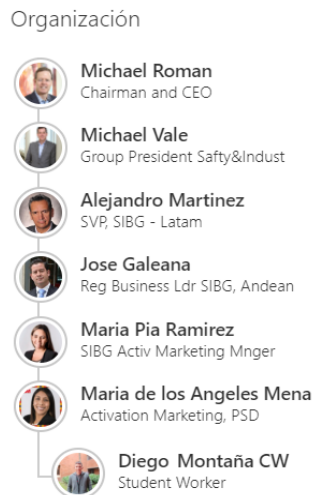 Organización
Michael Roman
Chairman and CEO
Michael Vale
Group President Safty&Indust
Alejandro Martinez
SVP, SIBG - Latam
Jose Galeana
Reg Business Ldr SIBG, Andean
Maria Pia Ramirez
SIBG Activ Marketing Mnger
Maria de los Angeles Mena
Activation Marketing, PSD
Diego Montaña CW
Student Worker